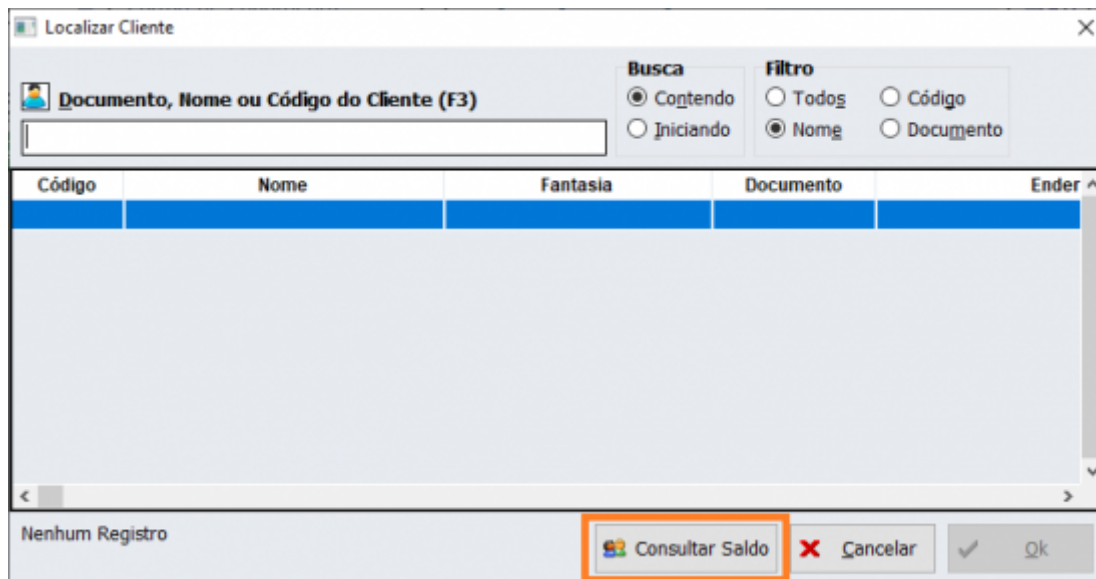 Localizar Cliente
Busca
Filtro
Documento, Nome ou Código do Cliente (F3)
Contendo
Todos
Código
Iniciando
Nome
Documento
Código Nome Fantasia Documento Ender
Nenhum Registro
Consultar Saldo
Cancelar
Ok